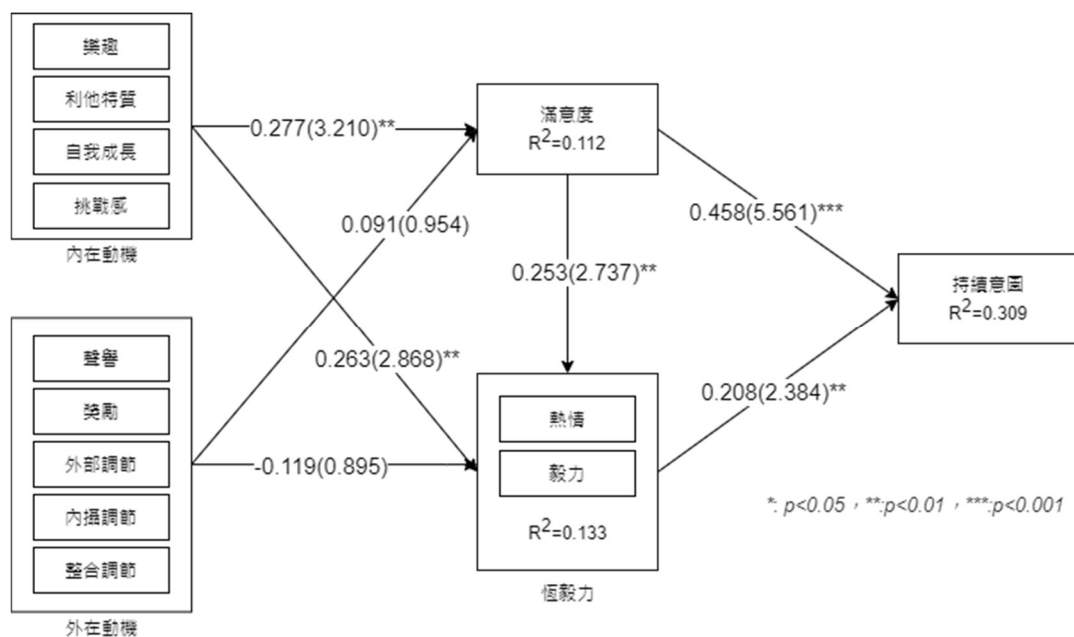 樂趣
利他特質
自我成長
挑戰感
內在動機
聲譽
獎勵
外部調節
內攝調節
整合調節
外在動機
0.277(3.210)**
0.091(0.954)
0.263(2.868)**
-0.119(0.895)
滿意度
R²=0.112
0.253(2.737)**
熱情
毅力
R²=0.133
恆毅力
0.458(5.561)***
0.208(2.384)**
持續意圖
R²=0.309
*: p<0.05，**:p<0.01，***:p<0.001